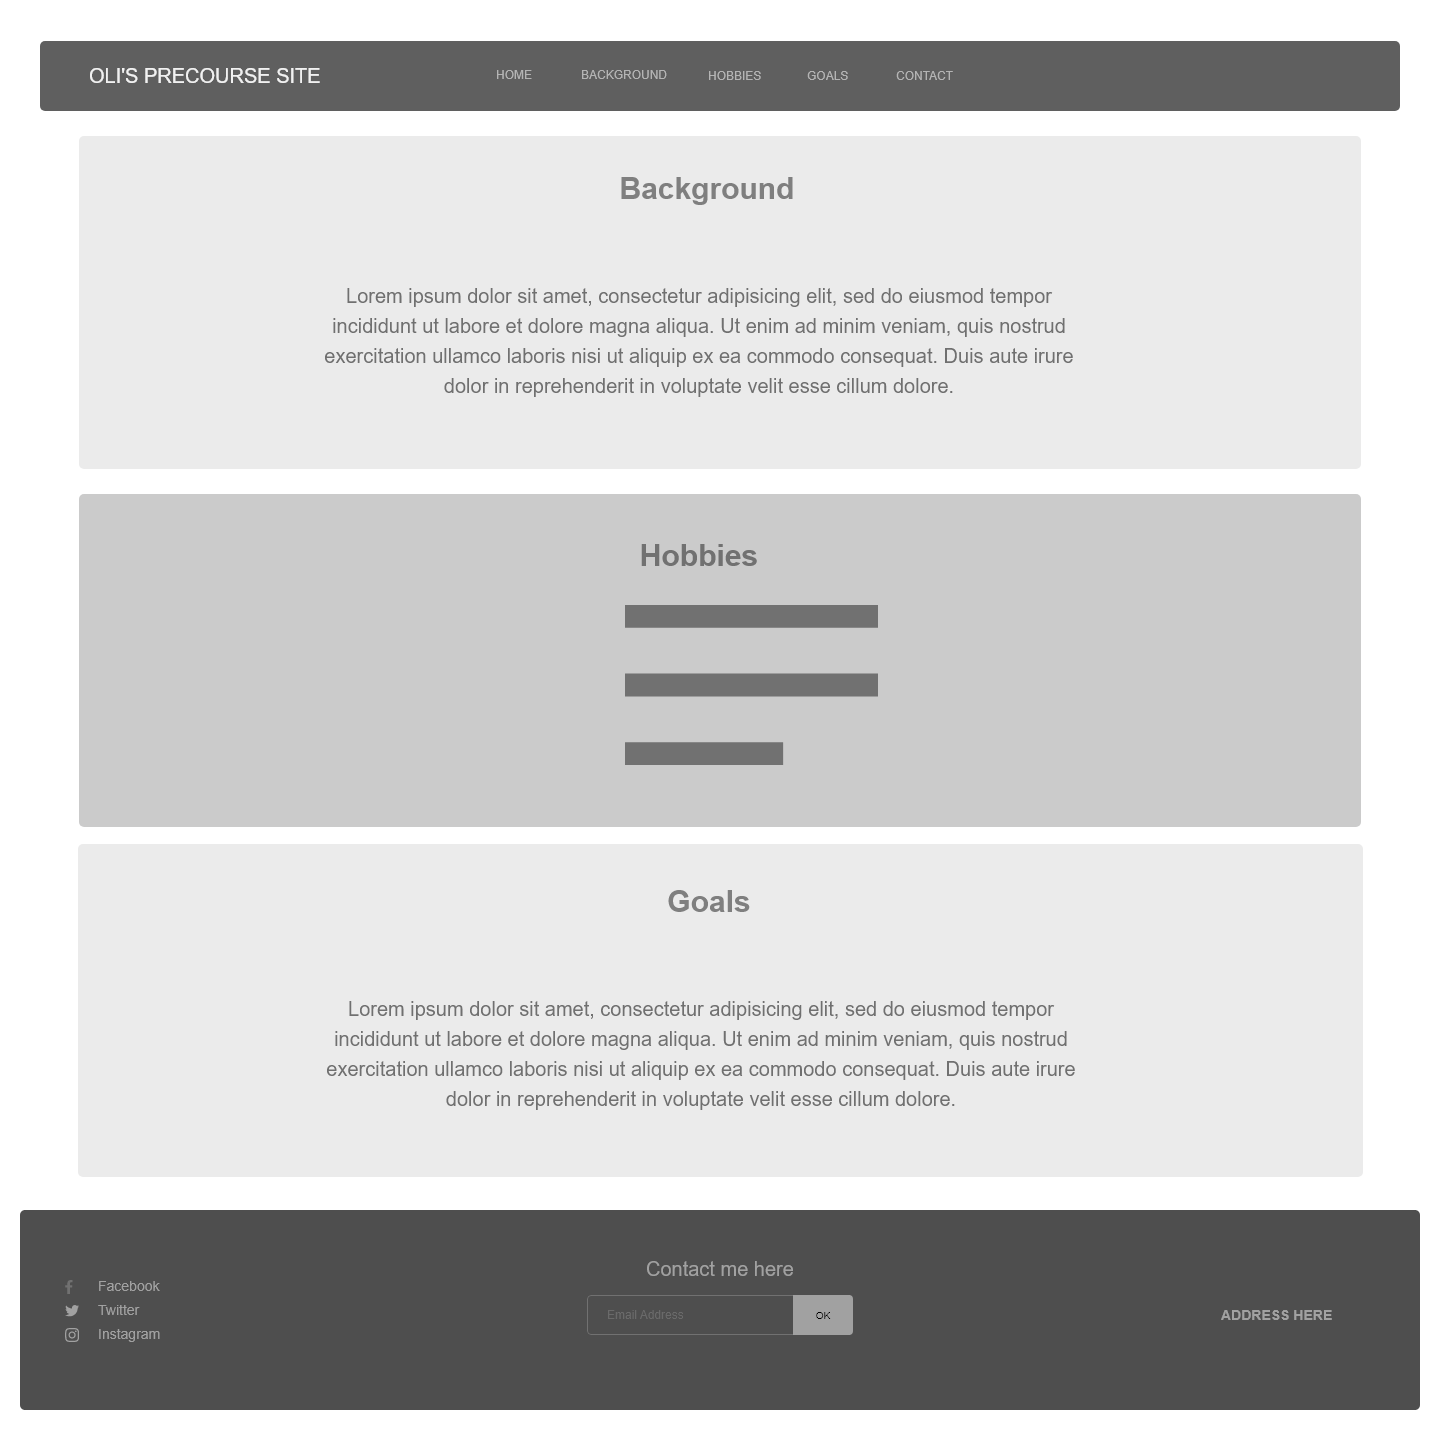 OLI'S PRECOURSE SITE
HOME
BACKGROUND
HOBBIES
GOALS
CONTACT
Background
Lorem ipsum dolor sit amet, consectetur adipisicing elit, sed do eiusmod tempor
incididunt ut labore et dolore magna aliqua. Ut enim ad minim veniam, quis nostrud
exercitation ullamco laboris nisi ut aliquip ex ea commodo consequat. Duis aute irure
dolor in reprehenderit in voluptate velit esse cillum dolore.
Hobbies
Goals
Lorem ipsum dolor sit amet, consectetur adipisicing elit, sed do eiusmod tempor
incididunt ut labore et dolore magna aliqua. Ut enim ad minim veniam, quis nostrud
exercitation ullamco laboris nisi ut aliquip ex ea commodo consequat. Duis aute irure
dolor in reprehenderit in voluptate velit esse cillum dolore.
Facebook
Twitter
Instagram
Contact me here
Email Address
OK
ADDRESS HERE